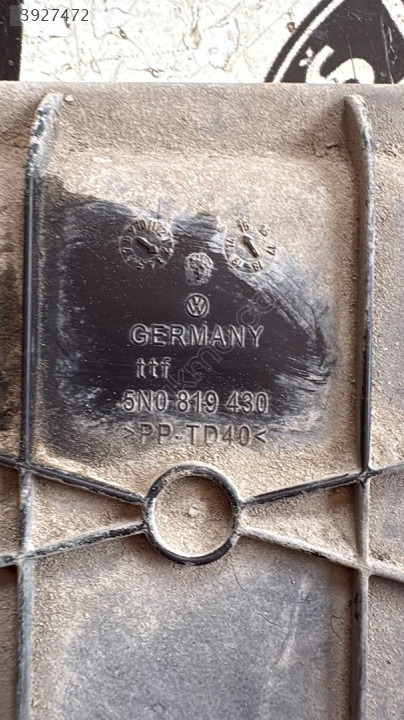 3927472
GERMANY
ttf
5N0 819 430
>PP-TD40<